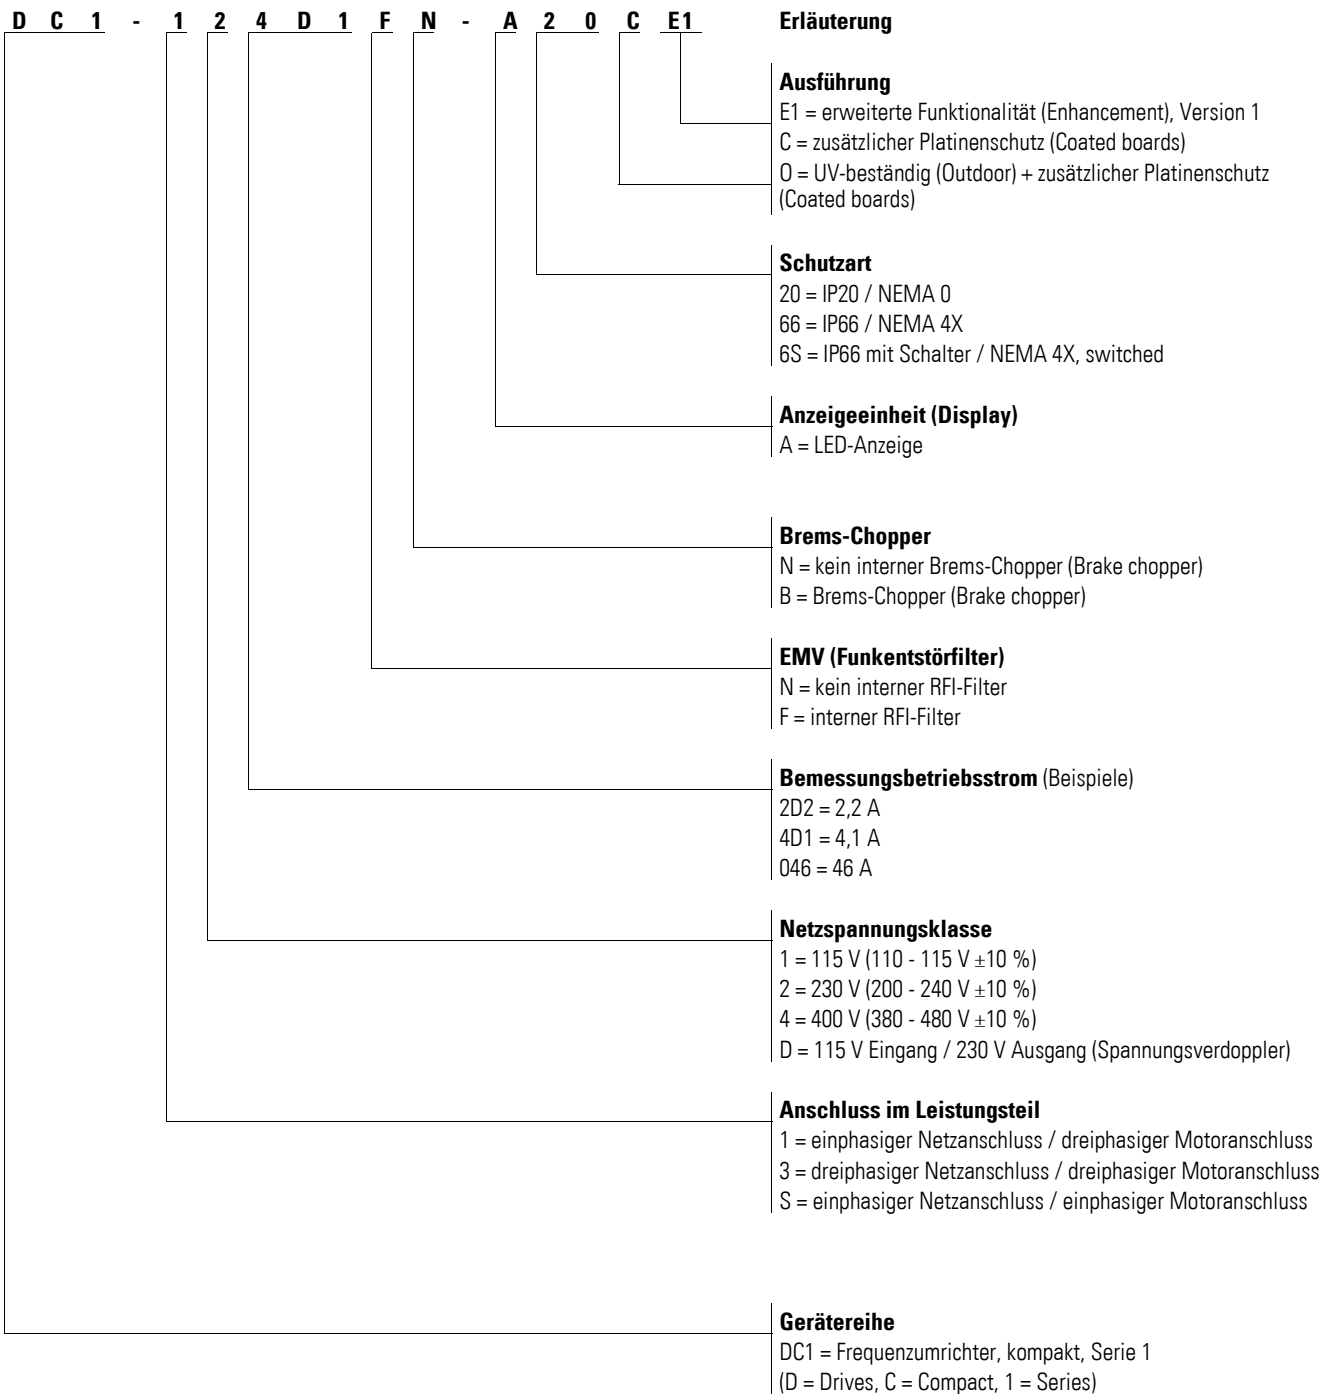 D C 1 - 1 2 4 D 1 F N - A 2 0 C E1 Erläuterung
Ausführung
E1 = erweiterte Funktionalität (Enhancement), Version 1
C = zusätzlicher Platinenschutz (Coated boards)
O = UV-beständig (Outdoor) + zusätzlicher Platinenschutz
(Coated boards)
Schutzart
20 = IP20 / NEMA 0
66 = IP66 / NEMA 4X
6S = IP66 mit Schalter / NEMA 4X, switched
Anzeigeeinheit (Display)
A = LED-Anzeige
Brems-Chopper
N = kein interner Brems-Chopper (Brake chopper)
B = Brems-Chopper (Brake chopper)
EMV (Funkentstörfilter)
N = kein interner RFI-Filter
F = interner RFI-Filter
Bemessungsbetriebsstrom (Beispiele)
2D2 = 2,2 A
4D1 = 4,1 A
046 = 46 A
Netzspannungsklasse
1 = 115 V (110 - 115 V ±10 %)
2 = 230 V (200 - 240 V ±10 %)
4 = 400 V (380 - 480 V ±10 %)
D = 115 V Eingang / 230 V Ausgang (Spannungsverdoppler)
Anschluss im Leistungsteil
1 = einphasiger Netzanschluss / dreiphasiger Motoranschluss
3 = dreiphasiger Netzanschluss / dreiphasiger Motoranschluss
S = einphasiger Netzanschluss / einphasiger Motoranschluss
Gerätereihe
DC1 = Frequenzumrichter, kompakt, Serie 1
(D = Drives, C = Compact, 1 = Series)